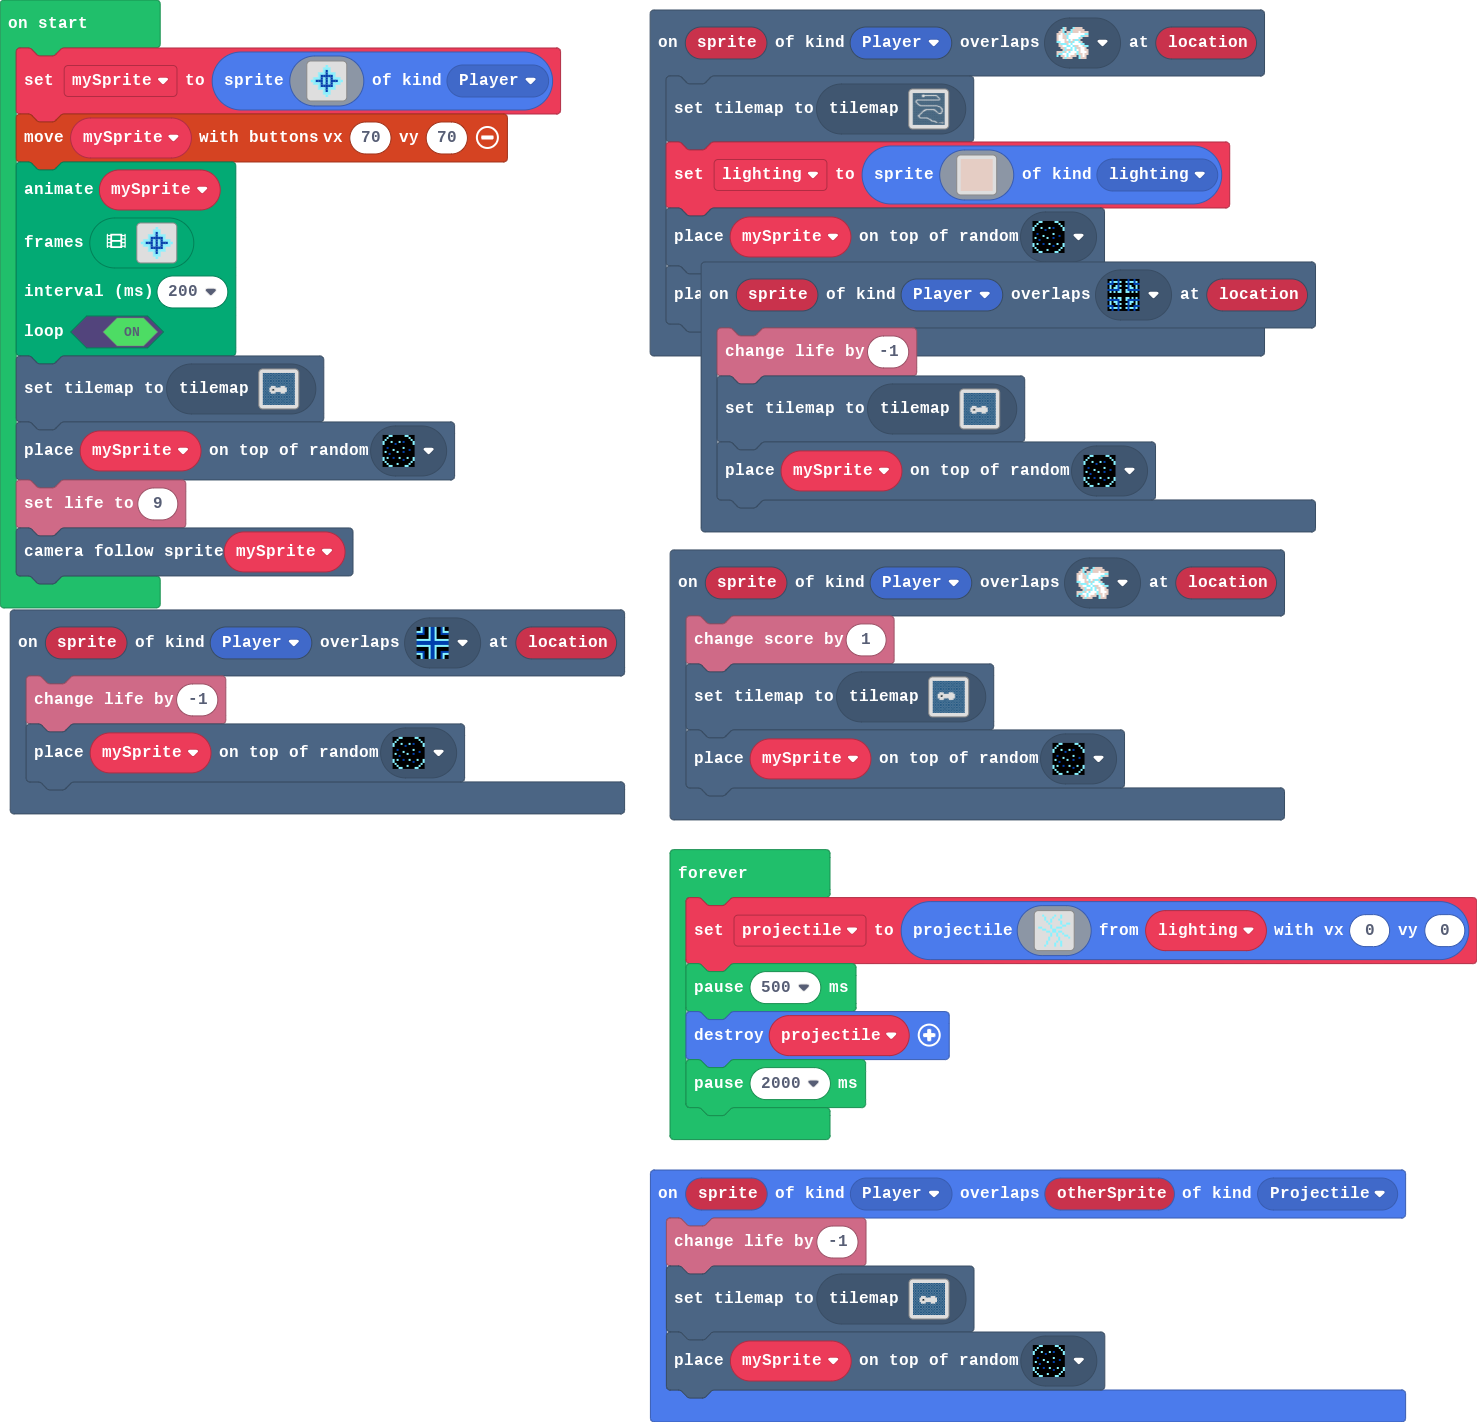 on start
set mySprite to sprite of kind Player
move mySprite with buttons vx 70 vy 70
animate mySprite
frames
interval (ms) 200
loop ON
set tilemap to tilemap
place mySprite on top of random
set life to 9
camera follow sprite mySprite
on sprite of kind Player overlaps at location
change life by -1
place mySprite on top of random
on sprite of kind Player overlaps at location
set tilemap to tilemap
set lighting to sprite of kind lighting
place mySprite on top of random
pla
on sprite of kind Player overlaps at location
change life by -1
set tilemap to tilemap
place mySprite on top of random
on sprite of kind Player overlaps at location
change score by 1
set tilemap to tilemap
place mySprite on top of random
forever
set projectile to projectile from lighting with vx 0 vy 0
pause 500 ms
destroy projectile
pause 2000 ms
on sprite of kind Player overlaps otherSprite of kind Projectile
change life by -1
set tilemap to tilemap
place mySprite on top of random